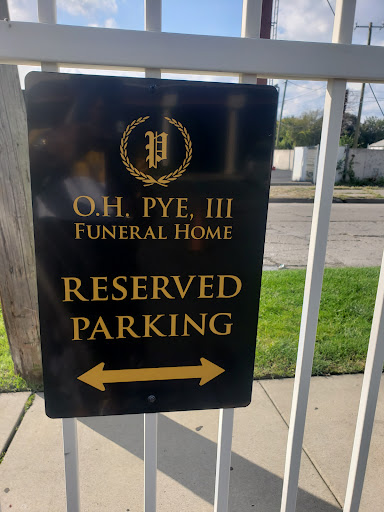 P
O.H. PYE, III
FUNERAL HOME
RESERVED
PARKING